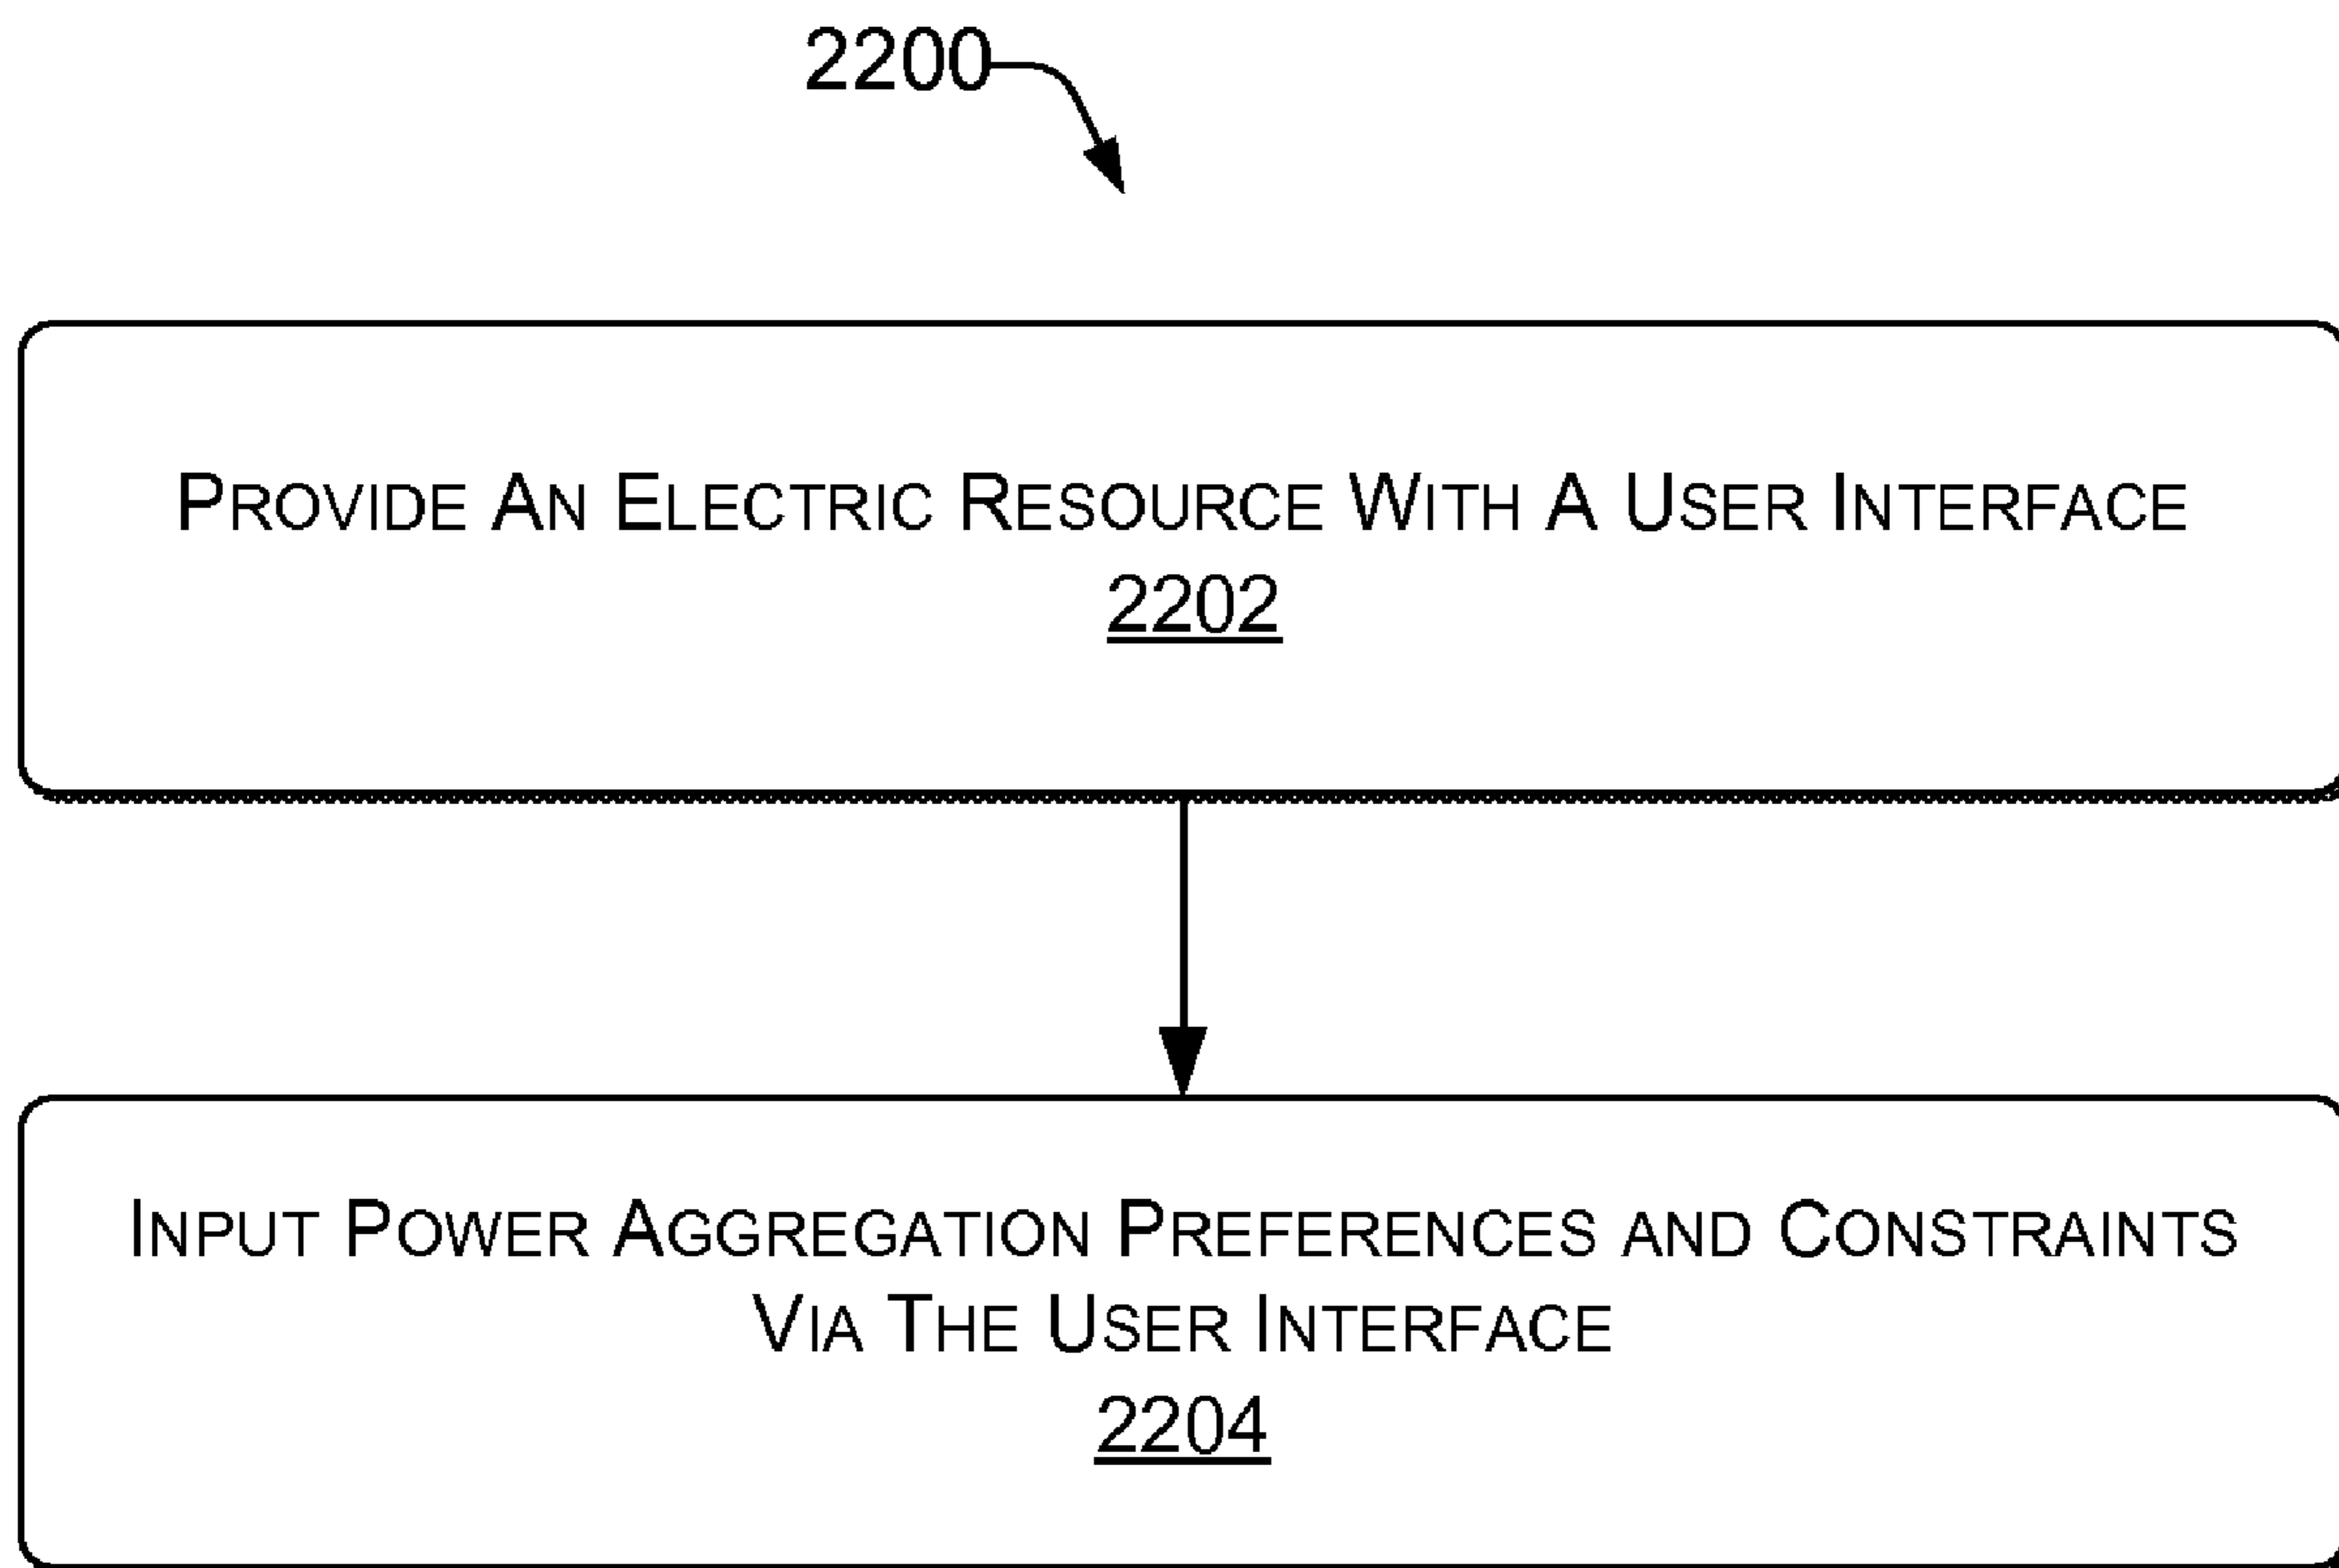 2200
PROVIDE AN ELECTRIC RESOURCE WITH A USER INTERFACE
2202
INPUT POWER AGGREGATION PREFERENCES AND CONSTRAINTS
VIA THE USER INTERFACE
2204